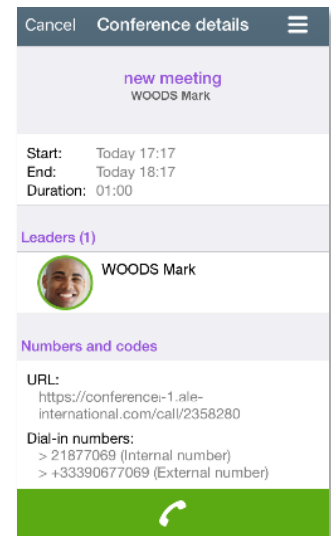 Cancel Conference details
new meeting
WOODS Mark
Start: Today 17:17
End: Today 18:17
Duration: 01:00
Leaders (1)
WOODS Mark
Numbers and codes
URL:
https://conference-1.ale-
international.com/call/2358280
Dial-in numbers:
> 21877069 (Internal number)
> +33390677069 (External number)